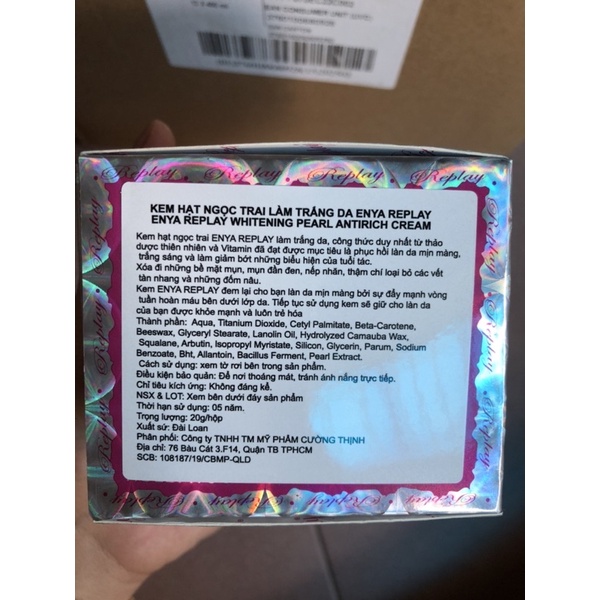 EAN CONSUMER UNIT
Replay Replay Replay
KEM HẠT NGỌC TRAI LÀM TRẮNG DA ENYA REPLAY
ENYA REPLAY WHITENING PEARL ANTIRICH CREAM
Kem hạt ngọc trai ENYA REPLAY làm trắng da, công thức duy nhất từ thảo
dược thiên nhiên và Vitamin đã đạt được mục tiêu là phục hồi làn da mịn màng,
trắng sáng và làm giảm bớt những biểu hiện của tuổi tác.
Xóa đi những bề mặt mụn, mụn đần đen, nếp nhăn, thậm chí loại bỏ các vết
tàn nhang và những đốm nâu.
Kem ENYA REPLAY đem lại cho bạn làn da mịn màng bởi sự đẩy mạnh vòng
tuần hoàn máu bên dưới lớp da. Tiếp tục sử dụng kem sẽ giữ cho làn da
của bạn được khỏe mạnh và luôn trẻ hóa
Thành phần: Aqua, Titanium Dioxide, Cetyl Palmitate, Beta-Carotene,
Beeswax, Glyceryl Stearate, Lanolin Oil, Hydrolyzed Camauba Wax,
Squalane, Arbutin, Isopropyl Myristate, Silicon, Glycerin, Parum, Sodium
Benzoate, Bht, Allantoin, Bacillus Ferment, Pearl Extract.
Cách sử dụng: xem tờ rơi bên trong sản phẩm.
Điều kiện bảo quản: Để nơi thoáng mát, tránh ánh nắng trực tiếp.
Chỉ tiêu kích ứng: Không đáng kể.
NSX & LOT: Xem bên dưới đáy sản phẩm
Thời hạn sử dụng: 05 năm.
Trọng lượng: 20g/hộp
Xuất sứ: Đài Loan
Phân phối: Công ty TNHH TM MỸ PHẨM CƯỜNG THỊNH
Địa chỉ: 76 Bàu Cát 3.F14, Quận TB TPHCM
SCB: 108187/19/CBMP-QLD
Replay Replay Replay